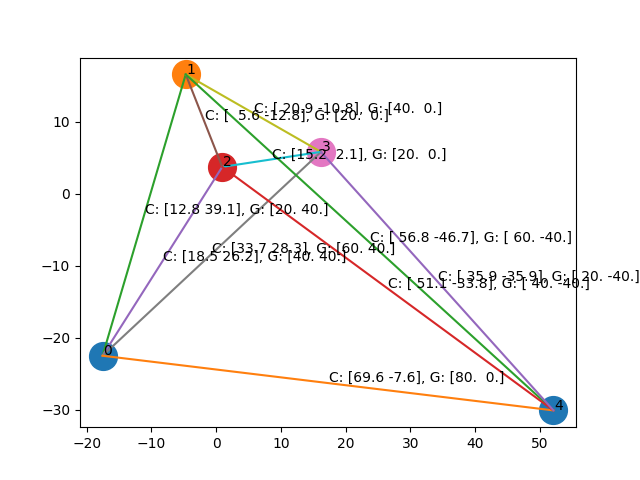 1
C: [ 20.9 -10.8], G: [40.  0.]
C: [  5.6 -12.8], G: [20.  0.]
10
3
C: [15.2  2.1], G: [20.  0.]
2
0
C: [12.8 39.1], G: [20. 40.]
C: [ 56.8 -46.7], G: [ 60. -40.]
C: [33.7 28.3], G: [60. 40.]
C: [18.5 26.2], G: [40. 40.]
−10
C: [ 35.9 -35.9], G: [ 20. -40.]
C: [ 51.1 -33.8], G: [ 40. -40.]
−20
0
C: [69.6 -7.6], G: [80.  0.]
4
−30
−20 −10 0 10 20 30 40 50